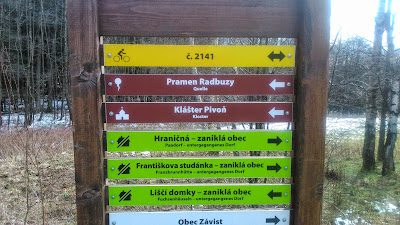 č. 2141
Pramen Radbuzy
Quelle
Klášter Pivoň
Kloster
Hraničná – zaniklá obec
Paadorf – untergegangenes Dorf
Františkova studánka – zaniklá obec
Franzbrunnhütte – untergegangenes Dorf
Liščí domky – zaniklá obec
Fuchsenhäuseln – untergegangenes Dorf
Obec Závist